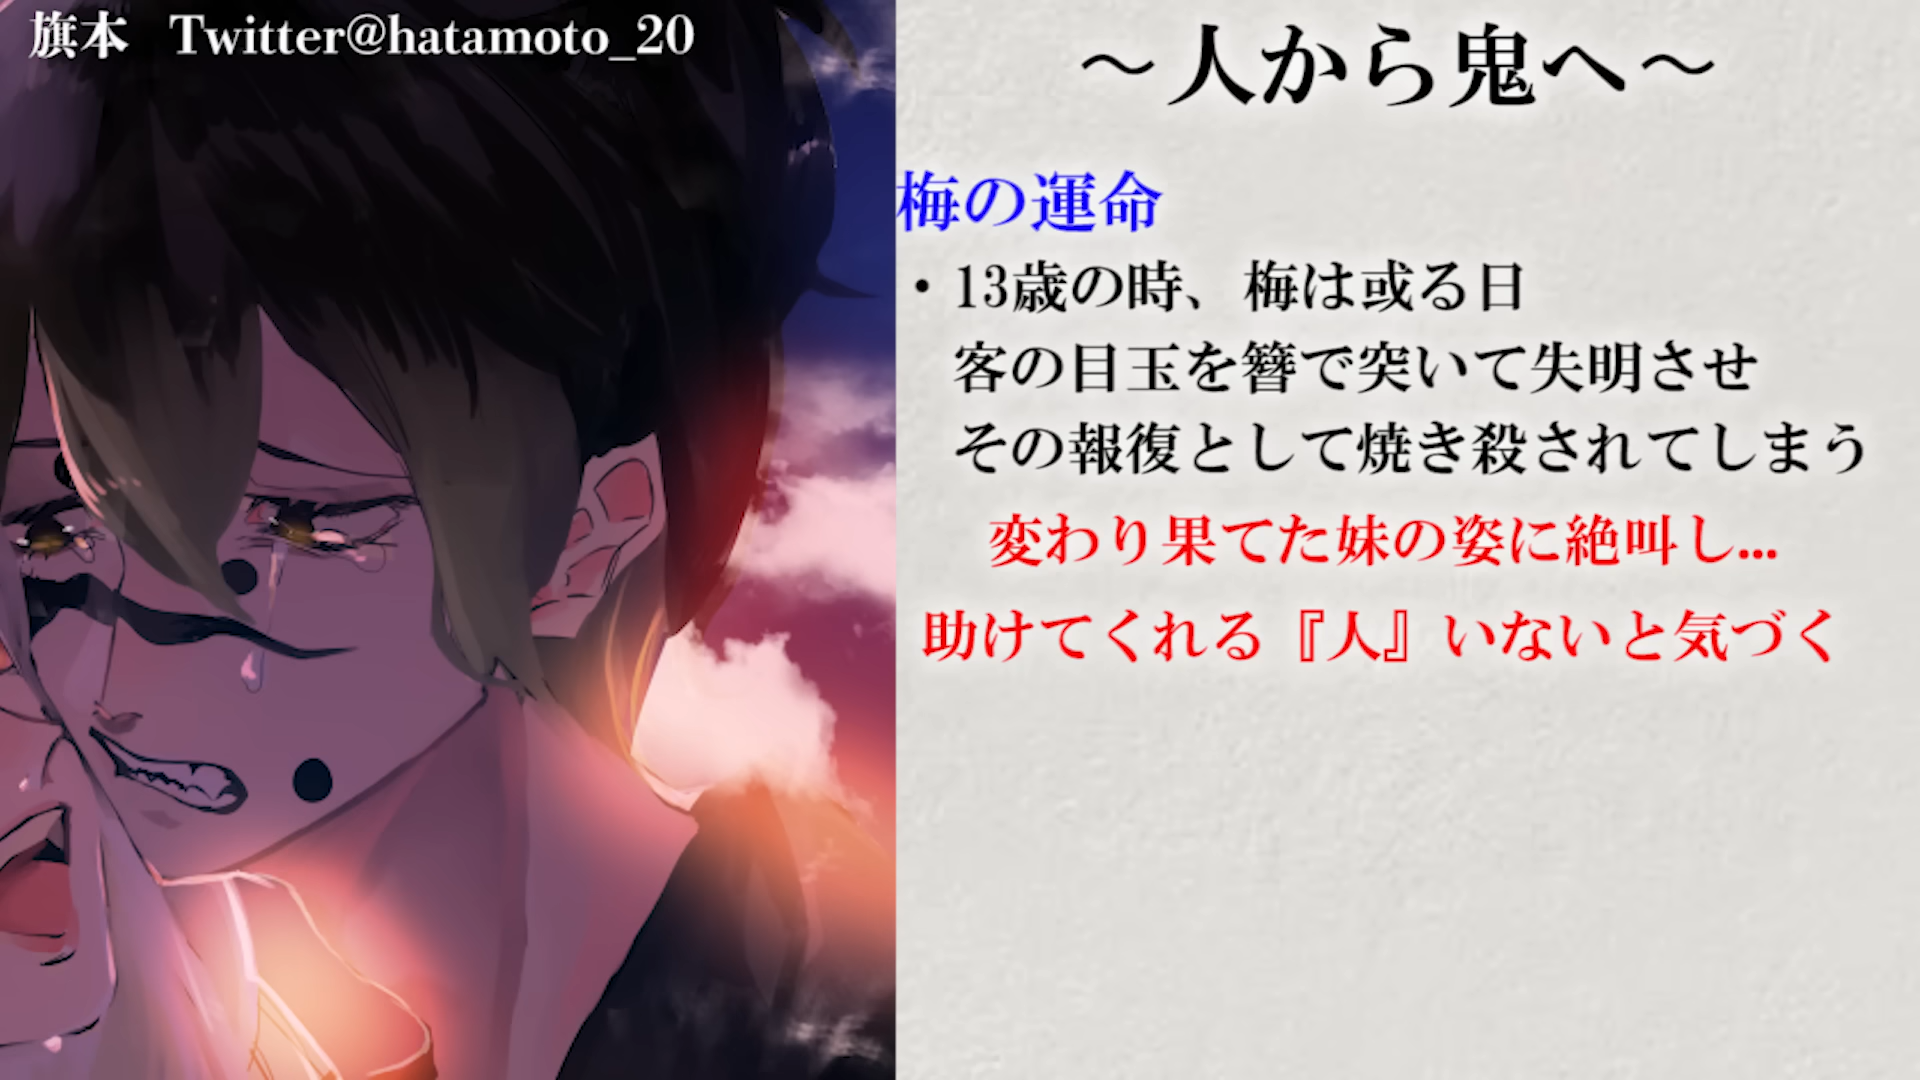 旗本　Twitter@hatamoto_20
～人から鬼へ～
梅の運命
・13歳の時、梅は或る日
客の目玉を簪で突いて失明させ
その報復として焼き殺されてしまう
変わり果てた妹の姿に絶叫し...
助けてくれる『人』いないと気づく